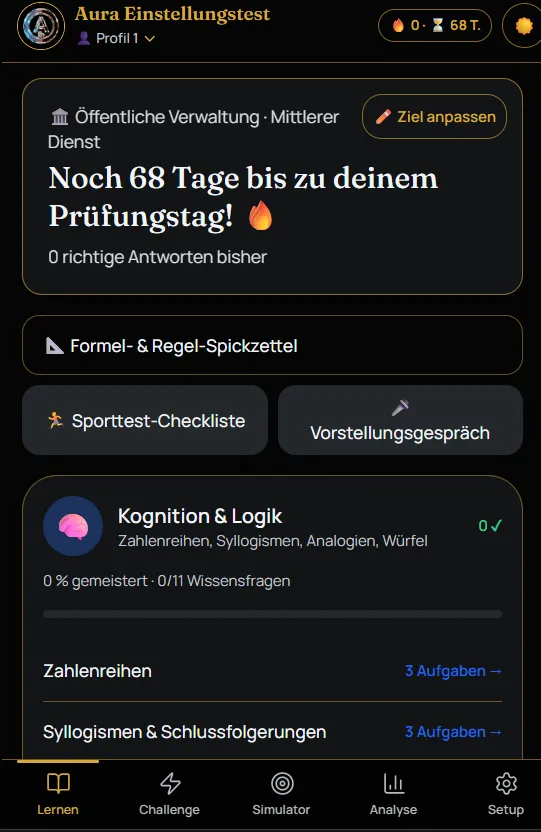 Aura Einstellungstest
👤 Profil 1
🔥 0 · ⏳ 68 T.
🏛️ Öffentliche Verwaltung · Mittlerer
Dienst
🖍️ Ziel anpassen
Noch 68 Tage bis zu deinem
Prüfungstag! 🔥
0 richtige Antworten bisher
📐 Formel- & Regel-Spickzettel
🏃 Sporttest-Checkliste
🎤
Vorstellungsgespräch
Kognition & Logik
Zahlenreihen, Syllogismen, Analogien, Würfel
0 ✓
0 % gemeistert · 0/11 Wissensfragen
Zahlenreihen
3 Aufgaben →
Syllogismen & Schlussfolgerungen
3 Aufgaben →
Lernen
Challenge
Simulator
Analyse
Setup